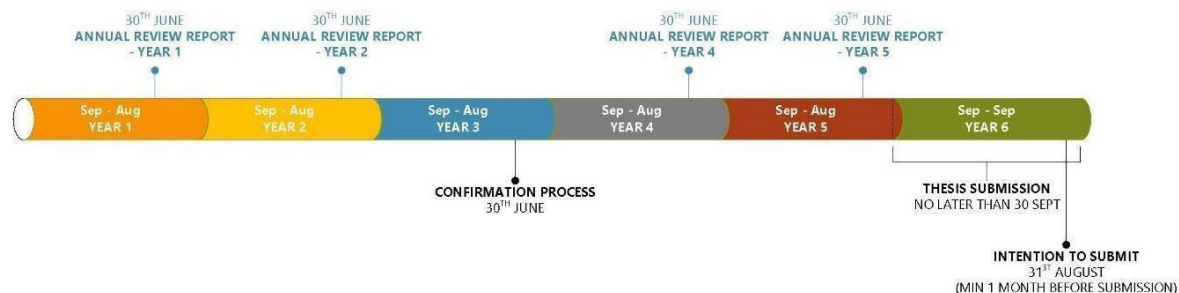 30TH JUNE
ANNUAL REVIEW REPORT
- YEAR 1
30TH JUNE
ANNUAL REVIEW REPORT
- YEAR 2
30TH JUNE
ANNUAL REVIEW REPORT
- YEAR 4
30TH JUNE
ANNUAL REVIEW REPORT
- YEAR 5
Sep - Aug
YEAR 1
Sep - Aug
YEAR 2
Sep - Aug
YEAR 3
Sep - Aug
YEAR 4
Sep - Aug
YEAR 5
Sep - Sep
YEAR 6
CONFIRMATION PROCESS
30TH JUNE
THESIS SUBMISSION
NO LATER THAN 30 SEPT
INTENTION TO SUBMIT
31ST AUGUST
(MIN 1 MONTH BEFORE SUBMISSION)